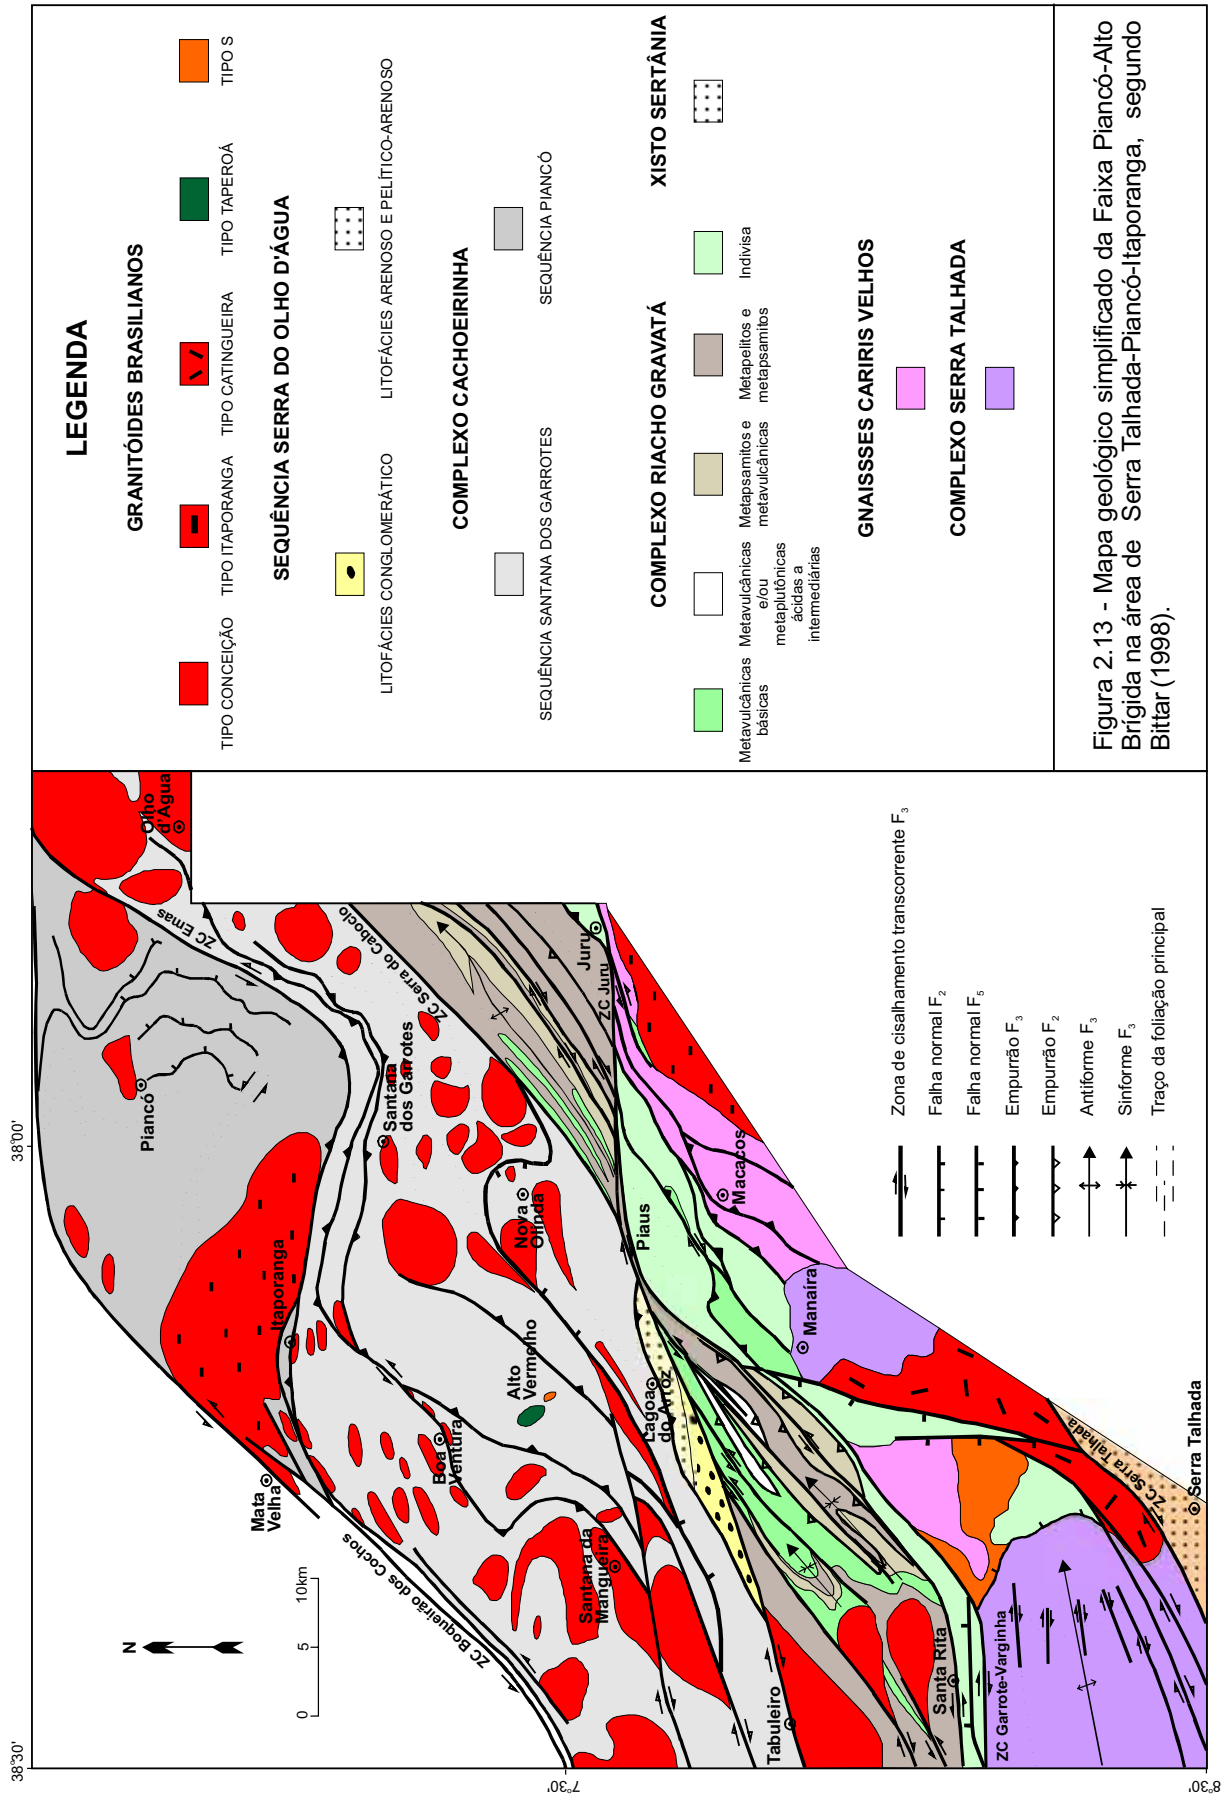 LEGENDA
GRANITÓIDES BRASILIANOS
TIPO CONCEIÇÃO
TIPO ITAPORANGA
TIPO CATINGUEIRA
TIPO TAPEROÁ
TIPO S
SEQUÊNCIA SERRA DO OLHO D'ÁGUA
LITOFÁCIES CONGLOMERÁTICO
LITOFÁCIES ARENOSO E PELÍTICO-ARENOSO
COMPLEXO CACHOEIRINHA
SEQUÊNCIA SANTANA DOS GARROTES
SEQUÊNCIA PIANCÓ
COMPLEXO RIACHO GRAVATÁ
XISTO SERTÂNIA
Metavulcânicas
básicas
Metavulcânicas
e/ou
metaplutônicas
ácidas a
intermediárias
Metapsamitos e
metavulcânicas
Metapelitos e
metapsamitos
Indivisa
GNAISSSES CARIRIS VELHOS
COMPLEXO SERRA TALHADA
Figura 2.13 - Mapa geológico simplificado da Faixa Piancó-Alto
Brígida na área de Serra Talhada-Piancó-Itaporanga, segundo
Bittar (1998).
38°30'
38°00'
7°30'
8°30'
N
0
5
10km
Olho
d'Água
ZC Emas
Piancó
ZC Serra do Caboclo
Santana
dos Garrotes
Juru
ZC Juru
Itaporanga
Nova
Olinda
Piaus
Macacos
Mata
Velha
Boa
Ventura
Alto
Vermelho
Lagoa
do Arroz
Manaíra
ZC Boqueirão dos Cochos
Santana da
Mangueira
Tabuleiro
Santa Rita
ZC Garrote-Varginha
ZC Serra Talhada
Serra Talhada
Zona de cisalhamento transcorrente F3
Falha normal F2
Falha normal F5
Empurrão F3
Empurrão F2
Antiforme F3
Sinforme F3
Traço da foliação principal